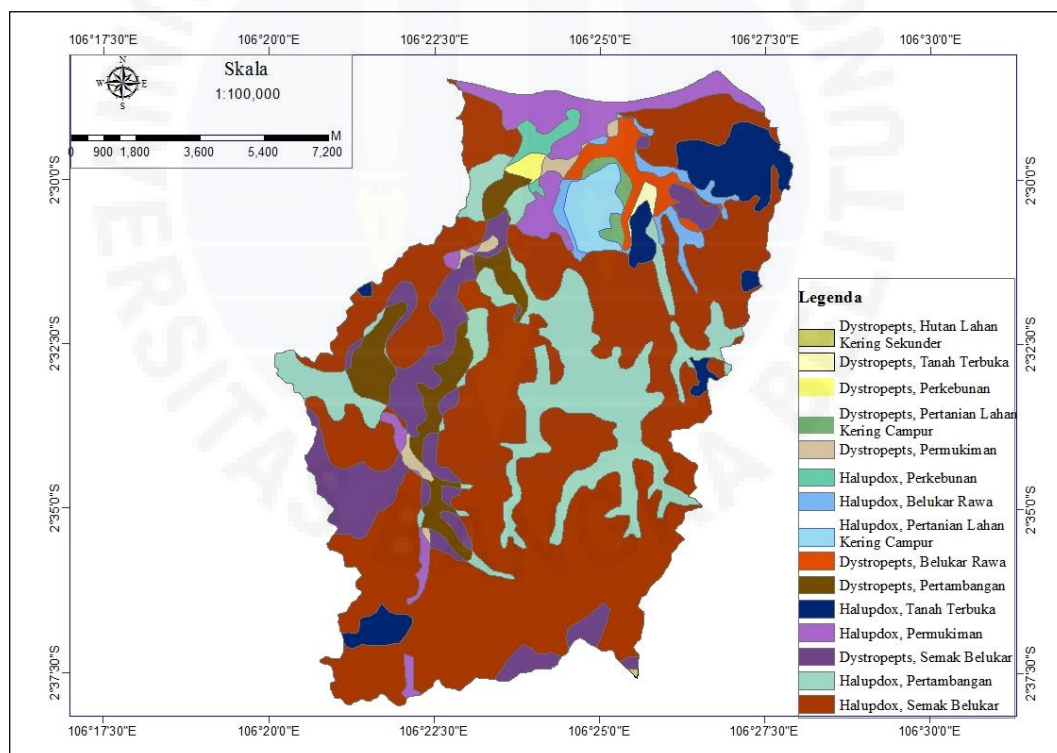 106°17'30"E 106°20'0"E 106°22'30"E 106°25'0"E 106°27'30"E 106°30'0"E
N
W E
S
Skala
1:100,000
M
0 900 1,800 3,600 5,400 7,200
2°30'0"S 2°30'0"S
2°32'30"S 2°32'30"S
2°35'0"S 2°35'0"S
2°37'30"S 2°37'30"S
Legenda
Dystropepts, Hutan Lahan
Kering Sekunder
Dystropepts, Tanah Terbuka
Dystropepts, Perkebunan
Dystropepts, Pertanian Lahan
Kering Campur
Dystropepts, Permukiman
Halupdox, Perkebunan
Halupdox, Belukar Rawa
Halupdox, Pertanian Lahan
Kering Campur
Dystropepts, Belukar Rawa
Dystropepts, Pertambangan
Halupdox, Tanah Terbuka
Halupdox, Permukiman
Dystropepts, Semak Belukar
Halupdox, Pertambangan
Halupdox, Semak Belukar
106°17'30"E 106°20'0"E 106°22'30"E 106°25'0"E 106°27'30"E 106°30'0"E